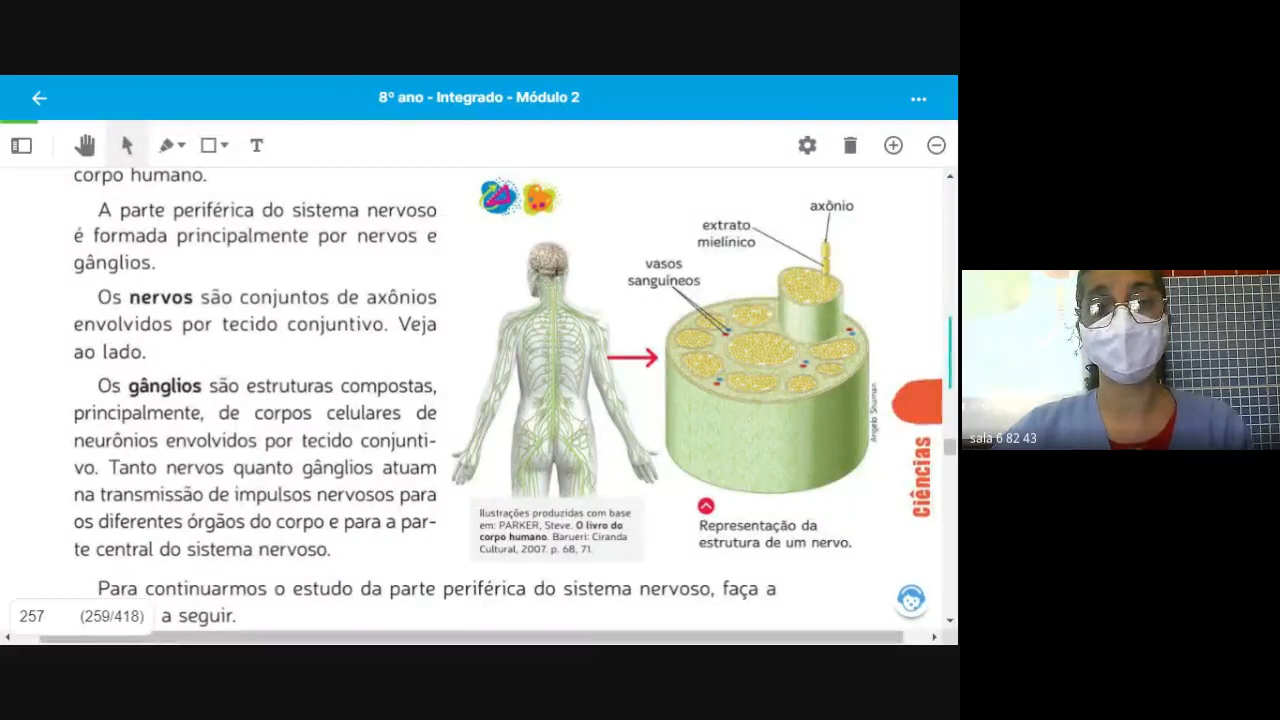 8º ano - Integrado - Módulo 2
T
corpo humano.
A parte periférica do sistema nervoso
é formada principalmente por nervos e
gânglios.
Os nervos são conjuntos de axônios
envolvidos por tecido conjuntivo. Veja
ao lado.
Os gânglios são estruturas compostas,
principalmente, de corpos celulares de
neurônios envolvidos por tecido conjunti-
vo. Tanto nervos quanto gânglios atuam
na transmissão de impulsos nervosos para
os diferentes órgãos do corpo e para a par-
te central do sistema nervoso.
axônio
extrato
mielínico
vasos
sanguíneos
Angelo Shuman
Ilustrações produzidas com base
em: PARKER, Steve. O livro do
corpo humano. Barueri: Ciranda
Cultural, 2007. p. 68, 71.
Representação da
estrutura de um nervo.
ciências
Para continuarmos o estudo da parte periférica do sistema nervoso, faça a
a seguir.
257 (259/418)
sala 6 82 43